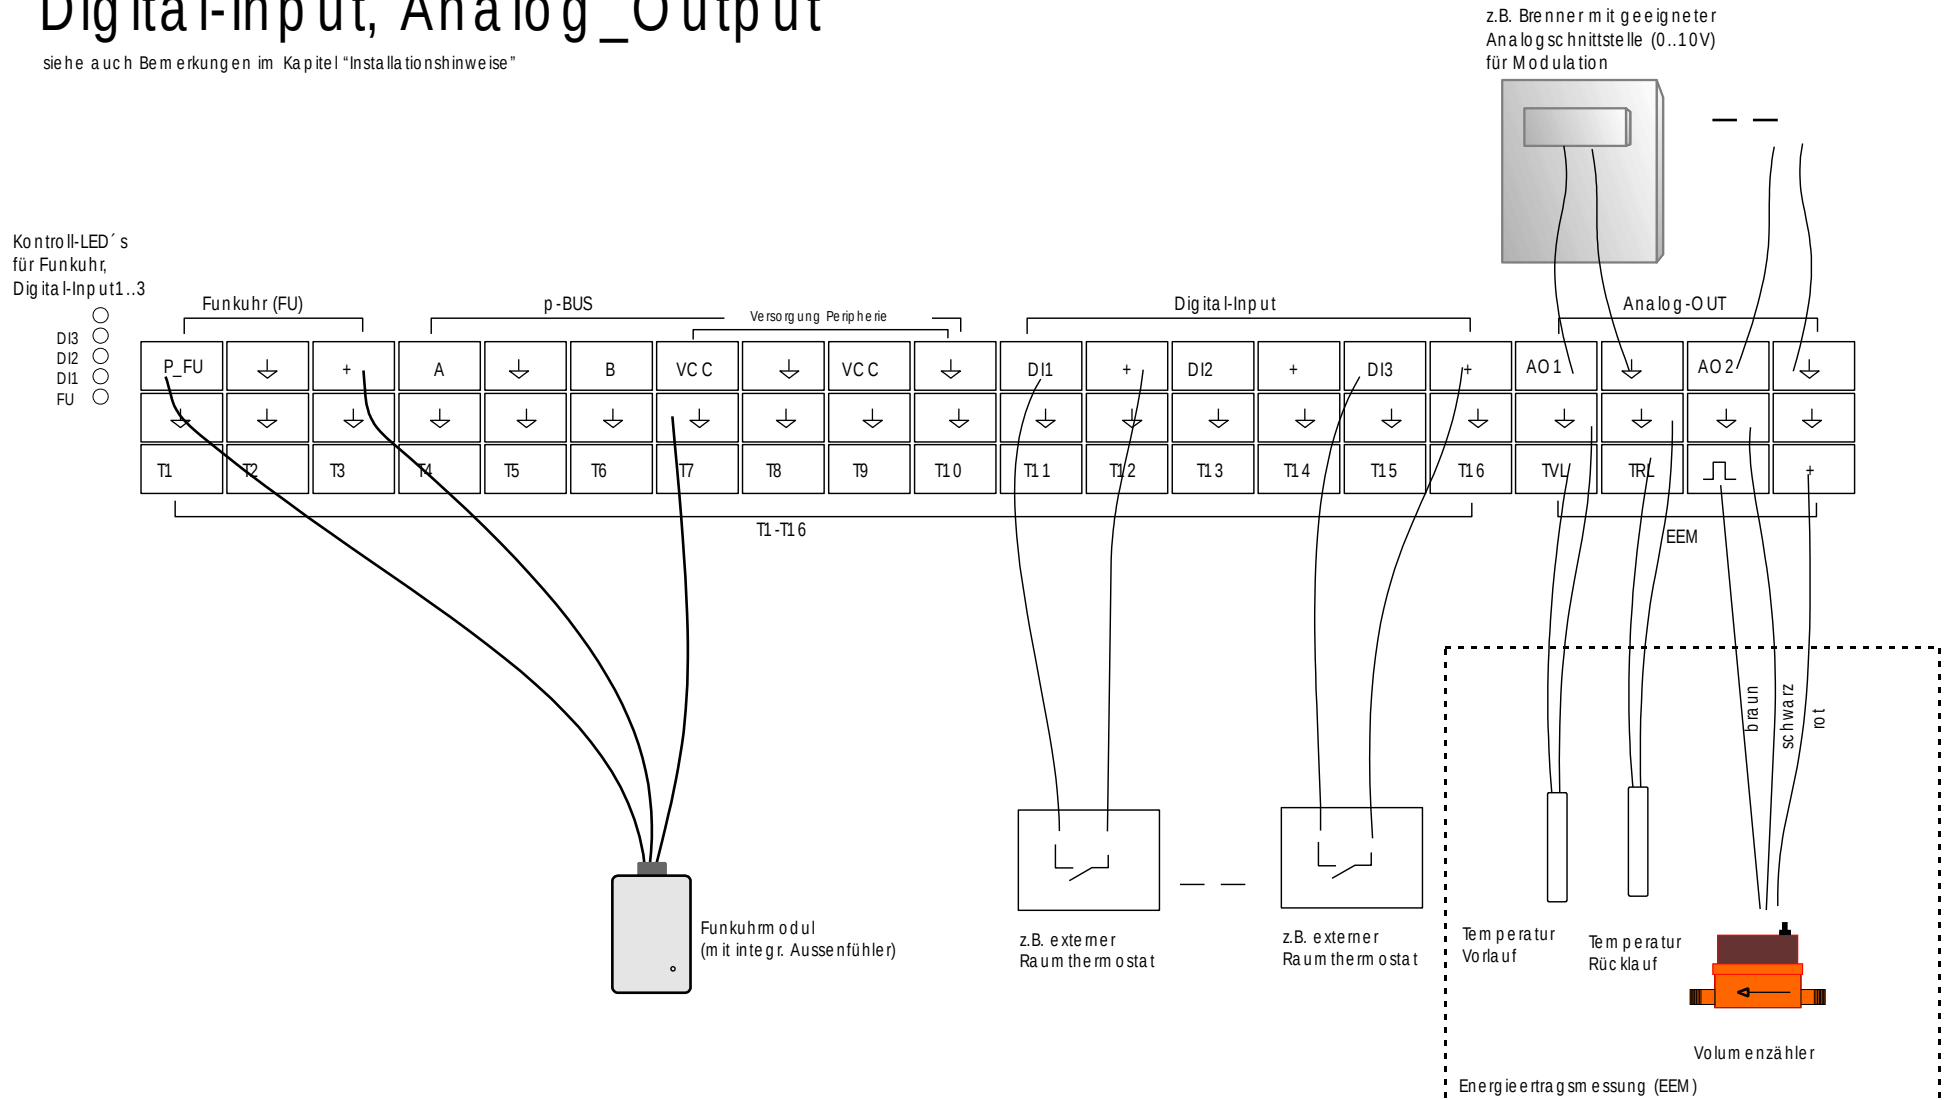 Digital-Input, Analog_Output
siehe auch Bemerkungen im Kapitel “Installationshinweise”
z.B. Brenner mit geeigneter
Analogschnittstelle (0..10V)
für Modulation
Kontroll-LED´s
für Funkuhr,
Digital-Input1..3
DI3
DI2
DI1
FU
Funkuhr (FU)
p-BUS
Versorgung Peripherie
Digital-Input
Analog-OUT
P_FU + A B VCC VCC DI1 + DI2 + DI3 + AO1 AO2
T1 T2 T3 T4 T5 T6 T7 T8 T9 T10 T11 T12 T13 T14 T15 T16 TVL TRL +
T1-T16
EEM
braun
schwarz
rot
Funkuhrmodul
(mit integr. Aussenfühler)
z.B. externer
Raumthermostat
z.B. externer
Raumthermostat
Temperatur
Vorlauf
Temperatur
Rücklauf
Volumenzähler
Energieertragsmessung (EEM)